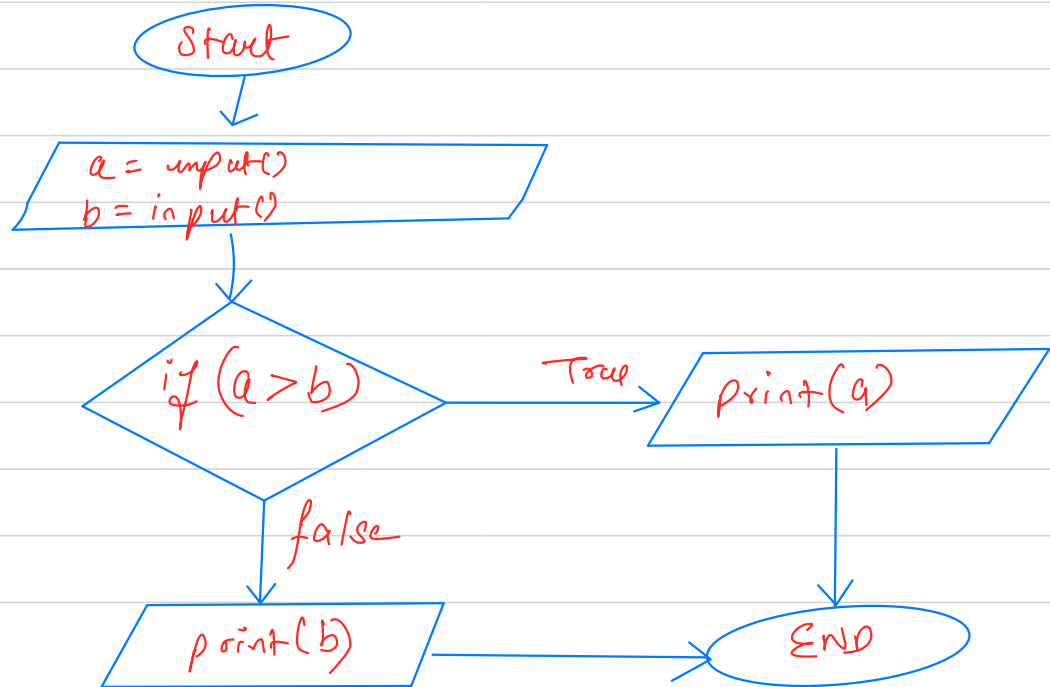 Start
a = input()
b = input()
if (a > b)
True
print(a)
false
print(b)
END